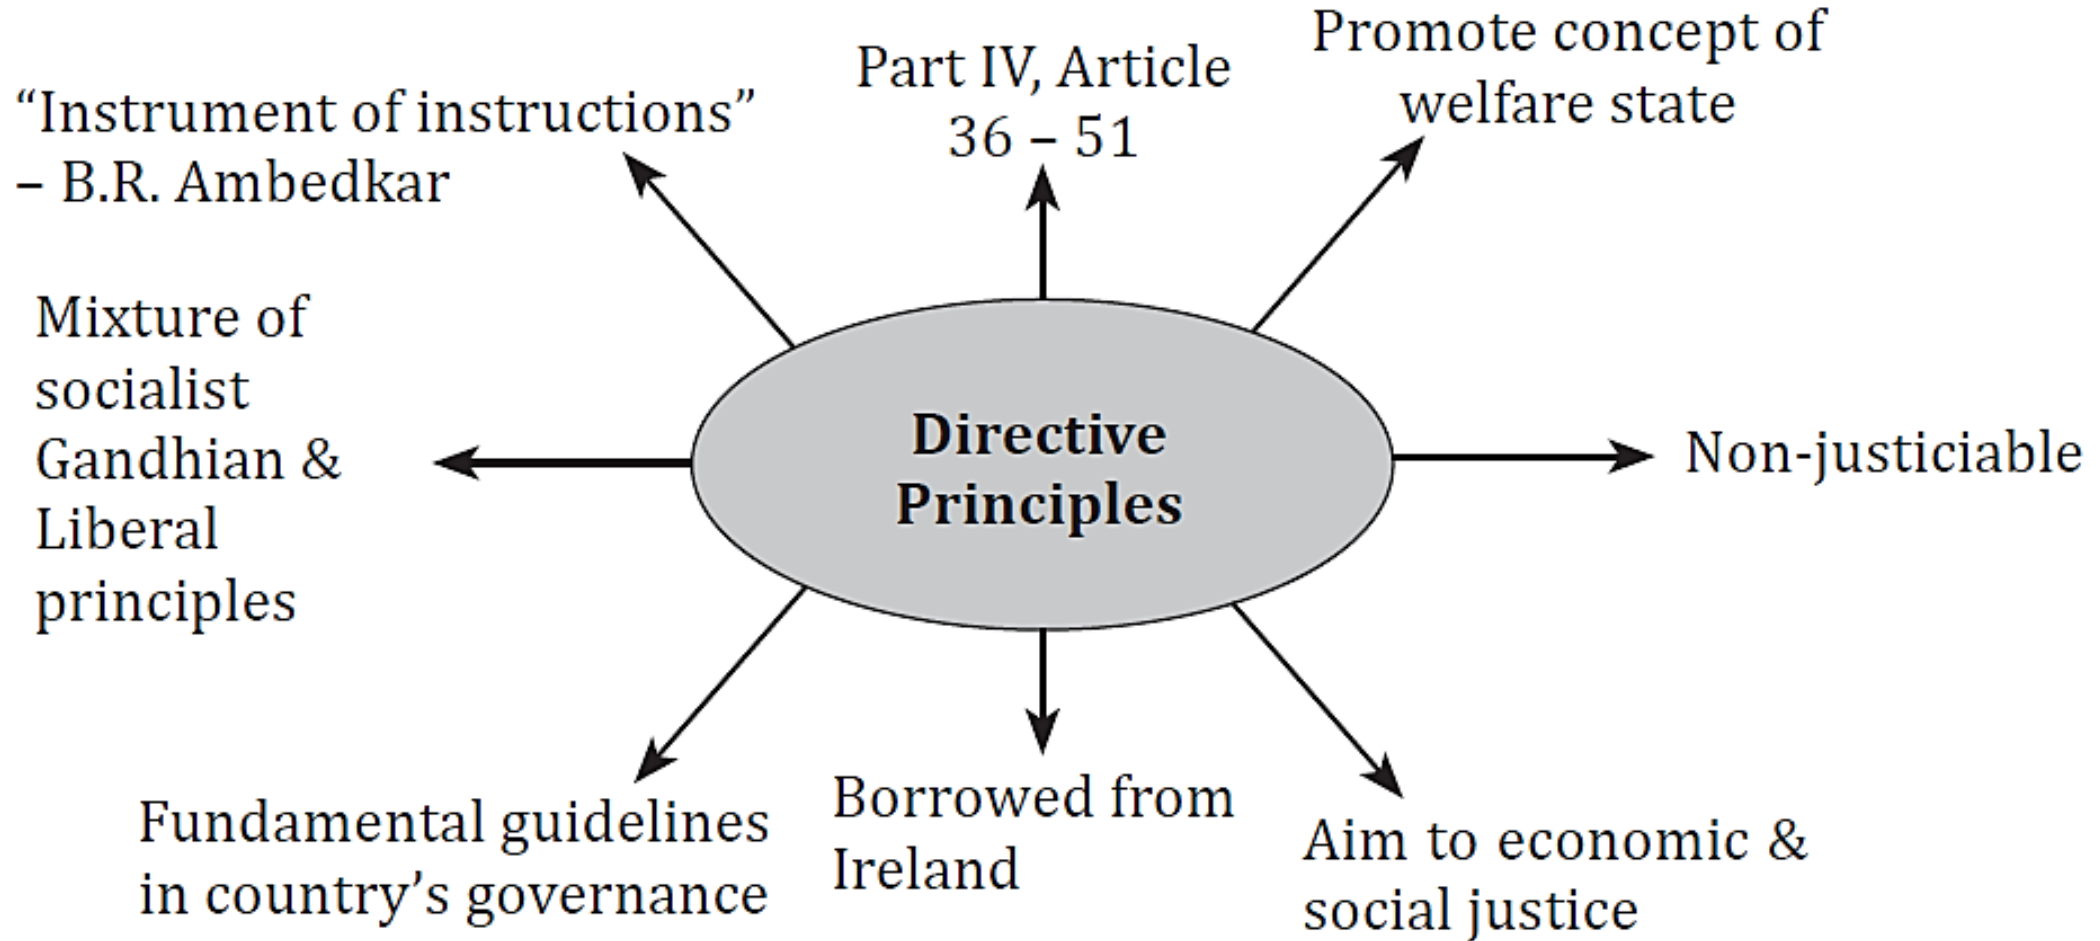 “Instrument of instructions”
– B.R. Ambedkar
Part IV, Article
36 – 51
Promote concept of
welfare state
Mixture of
socialist
Gandhian &
Liberal
principles
Directive
Principles
Non-justiciable
Fundamental guidelines
in country’s governance
Borrowed from
Ireland
Aim to economic &
social justice